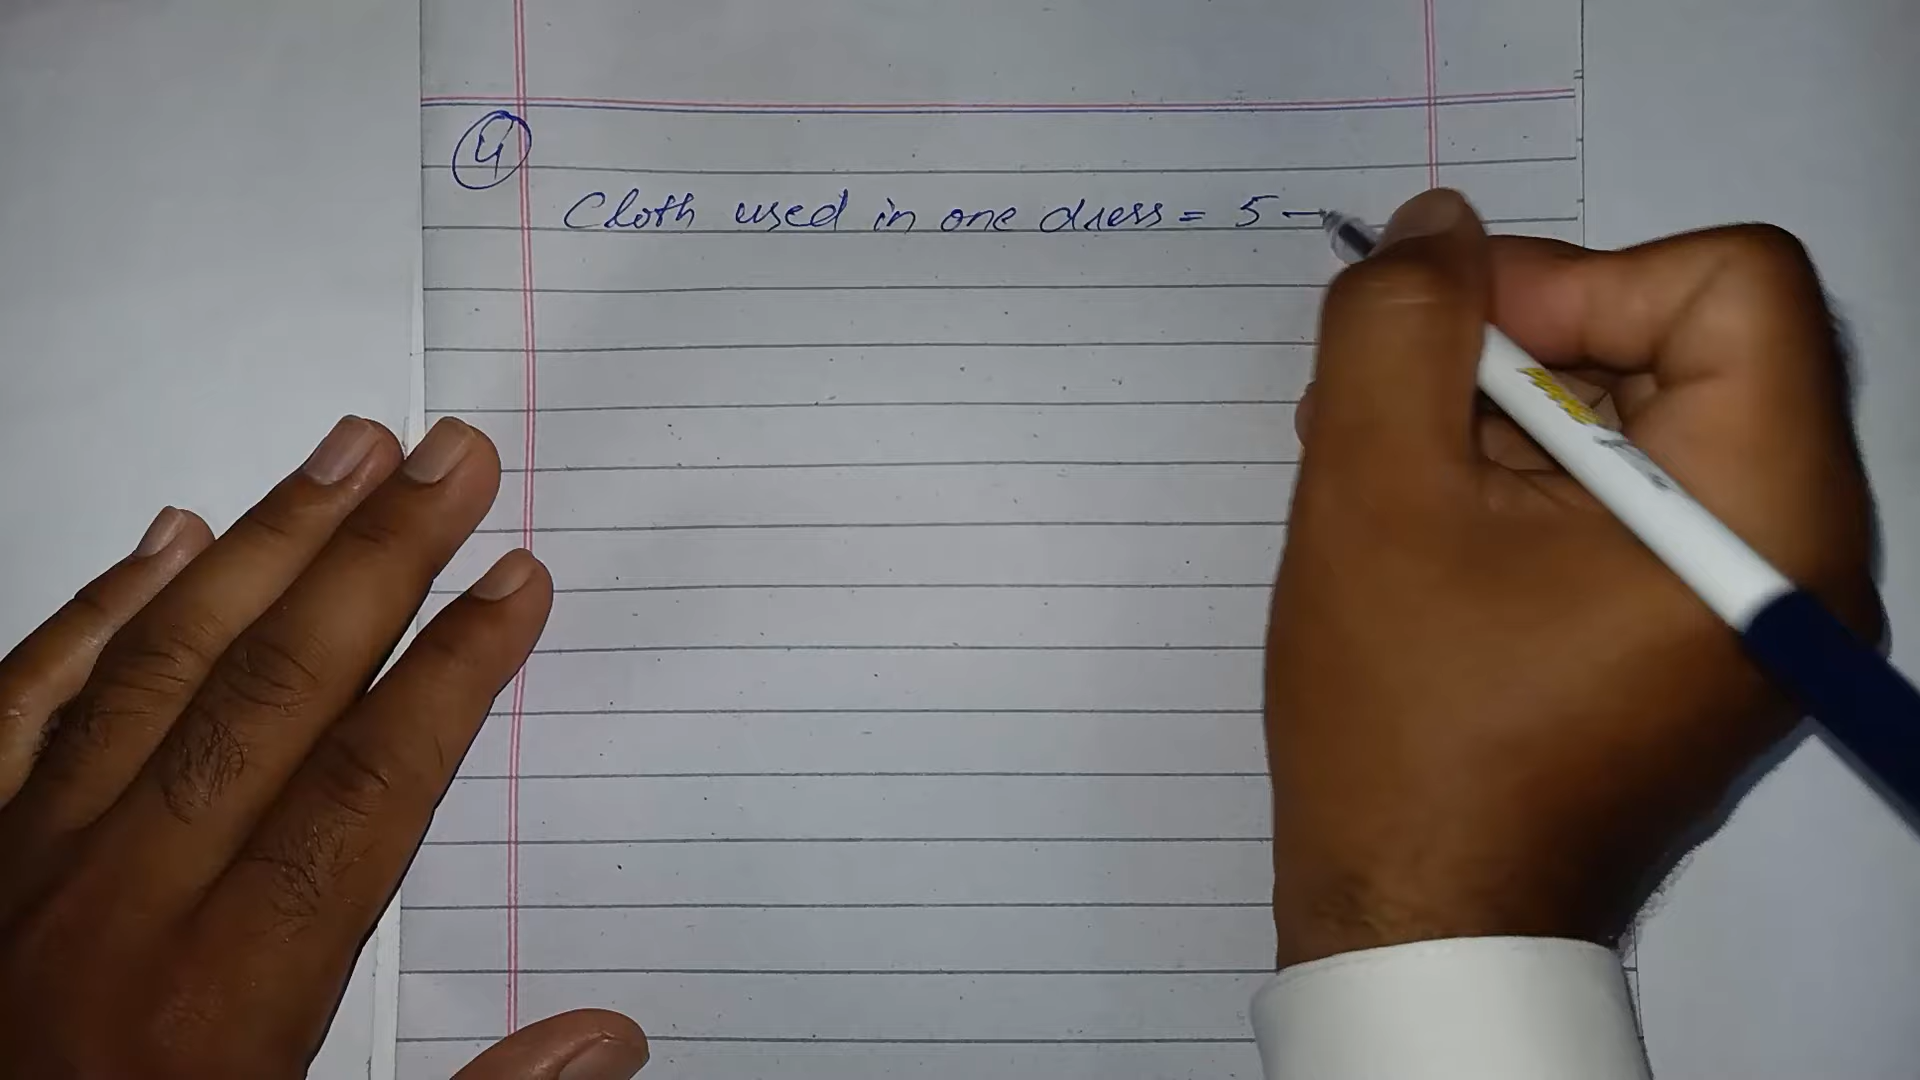 4
Cloth used in one dress = 5 -